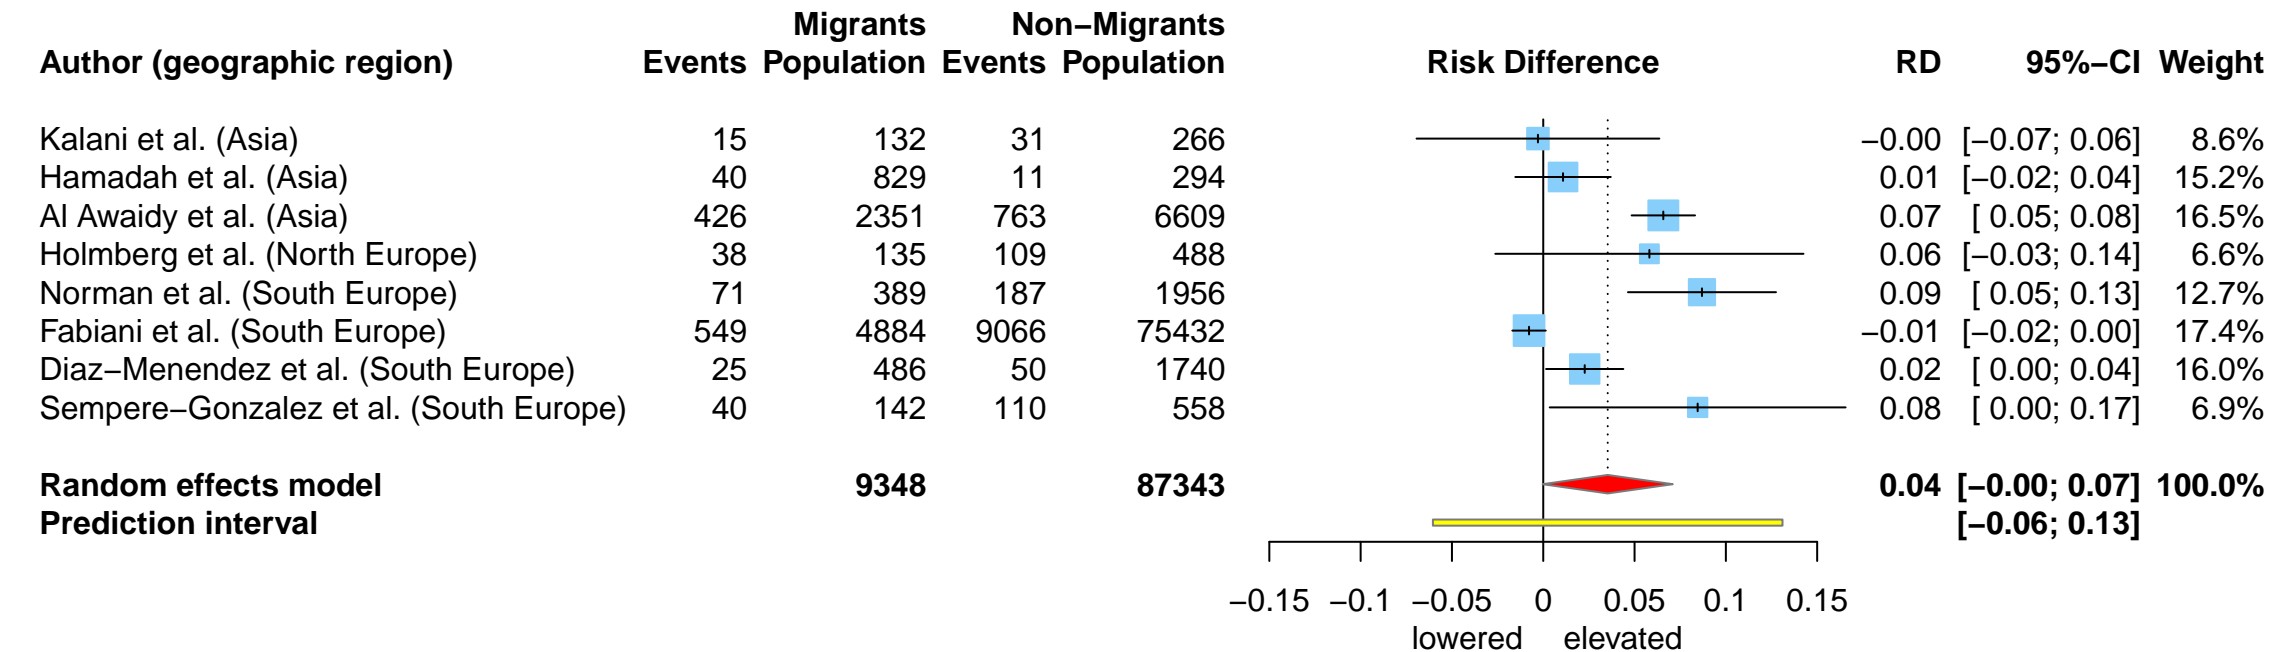 Migrants Non−Migrants
Author (geographic region) Events Population Events Population Risk Difference RD 95%−CI Weight
Kalani et al. (Asia) 15 132 31 266 −0.00 [−0.07; 0.06] 8.6%
Hamadah et al. (Asia) 40 829 11 294 0.01 [−0.02; 0.04] 15.2%
Al Awaidy et al. (Asia) 426 2351 763 6609 0.07 [ 0.05; 0.08] 16.5%
Holmberg et al. (North Europe) 38 135 109 488 0.06 [−0.03; 0.14] 6.6%
Norman et al. (South Europe) 71 389 187 1956 0.09 [ 0.05; 0.13] 12.7%
Fabiani et al. (South Europe) 549 4884 9066 75432 −0.01 [−0.02; 0.00] 17.4%
Diaz−Menendez et al. (South Europe) 25 486 50 1740 0.02 [ 0.00; 0.04] 16.0%
Sempere−Gonzalez et al. (South Europe) 40 142 110 558 0.08 [ 0.00; 0.17] 6.9%
Random effects model 9348 87343 0.04 [−0.00; 0.07] 100.0%
Prediction interval [−0.06; 0.13]
−0.15 −0.1 −0.05 0 0.05 0.1 0.15
lowered elevated